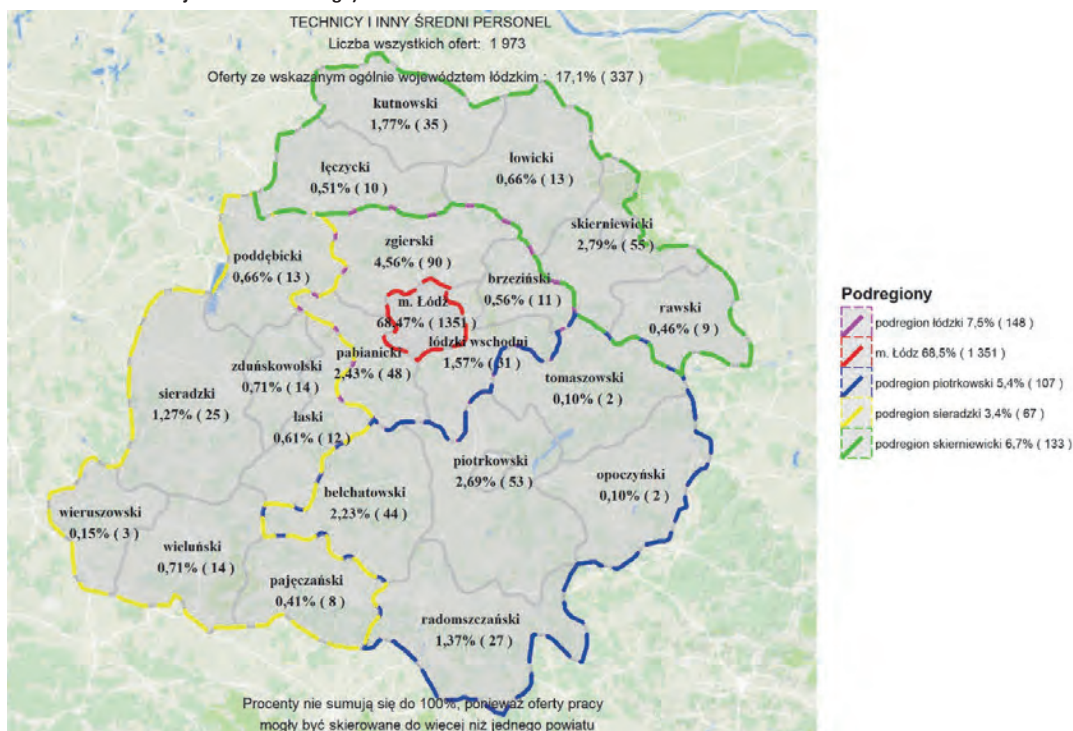 TECHNICY I INNY ŚREDNI PERSONEL
Liczba wszystkich ofert: 1 973
Oferty ze wskazanym ogólnie województwem łódzkim : 17,1% ( 337 )
kutnowski
1,77% ( 35 )
łęczycki
0,51% ( 10 )
łowicki
0,66% ( 13 )
skierniewicki
2,79% ( 55 )
zgierski
4,56% ( 90 )
poddębicki
0,66% ( 13 )
brzeziński
0,56% ( 11 )
rawski
0,46% ( 9 )
m. Łódź
68,47% ( 1351 )
łódzki wschodni
1,57% ( 31 )
pabianicki
2,43% ( 48 )
zduńskowolski
0,71% ( 14 )
tomaszowski
0,10% ( 2 )
sieradzki
1,27% ( 25 )
łaski
0,61% ( 12 )
piotrkowski
2,69% ( 53 )
opoczyński
0,10% ( 2 )
bełchatowski
2,23% ( 44 )
wieruszowski
0,15% ( 3 )
wieluński
0,71% ( 14 )
pajęczański
0,41% ( 8 )
radomszczański
1,37% ( 27 )
Procenty nie sumują się do 100%, ponieważ oferty pracy
mogły być skierowane do więcej niż jednego powiatu
Podregiony
podregion łódzki 7,5% ( 148 )
m. Łódź 68,5% ( 1 351 )
podregion piotrkowski 5,4% ( 107 )
podregion sieradzki 3,4% ( 67 )
podregion skierniewicki 6,7% ( 133 )